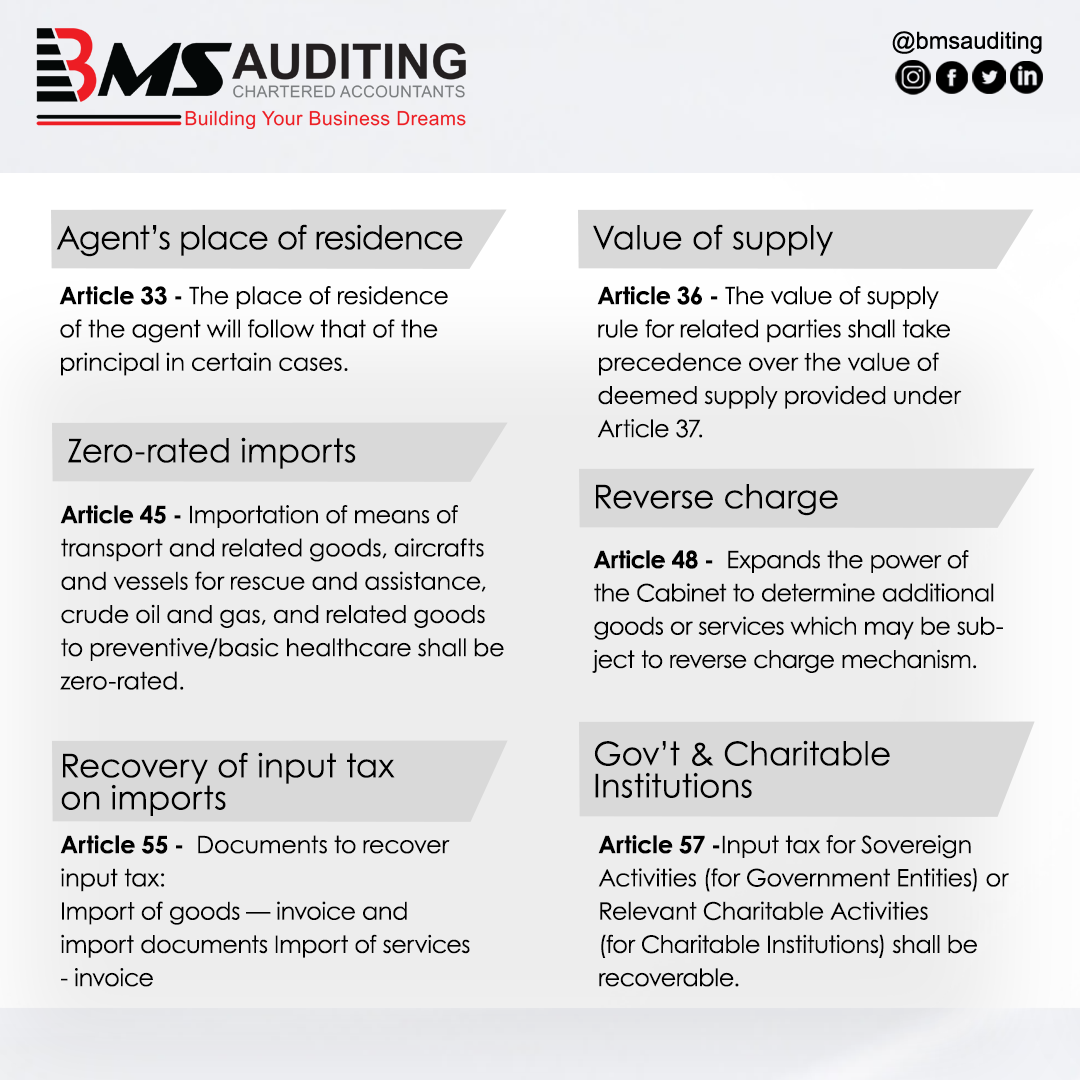 BMS AUDITING
CHARTERED ACCOUNTANTS
Building Your Business Dreams
@bmsauditing
Agent's place of residence
Article 33 - The place of residence
of the agent will follow that of the
principal in certain cases.
Zero-rated imports
Article 45 - Importation of means of
transport and related goods, aircrafts
and vessels for rescue and assistance,
crude oil and gas, and related goods
to preventive/basic healthcare shall be
zero-rated.
Recovery of input tax
on imports
Article 55 - Documents to recover
input tax:
Import of goods — invoice and
import documents Import of services
- invoice
Value of supply
Article 36 - The value of supply
rule for related parties shall take
precedence over the value of
deemed supply provided under
Article 37.
Reverse charge
Article 48 - Expands the power of
the Cabinet to determine additional
goods or services which may be sub-
ject to reverse charge mechanism.
Gov't & Charitable
Institutions
Article 57 -Input tax for Sovereign
Activities (for Government Entities) or
Relevant Charitable Activities
(for Charitable Institutions) shall be
recoverable.